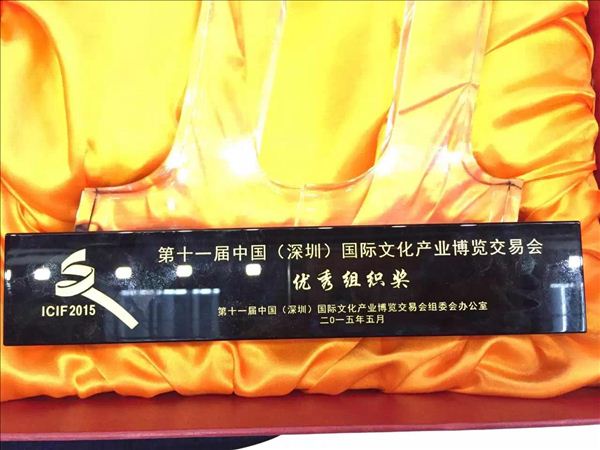 第十一届中国（深圳）国际文化产业博览交易会
优秀组织奖
ICIF2015
第十一届中国（深圳）国际文化产业博览交易会组委会办公室
二0一五年五月